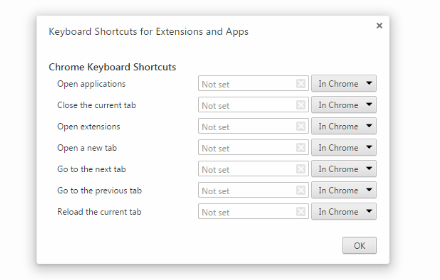 Keyboard Shortcuts for Extensions and Apps
Chrome Keyboard Shortcuts
Open applications Not set In Chrome
Close the current tab Not set In Chrome
Open extensions Not set In Chrome
Open a new tab Not set In Chrome
Go to the next tab Not set In Chrome
Go to the previous tab Not set In Chrome
Reload the current tab Not set In Chrome
OK